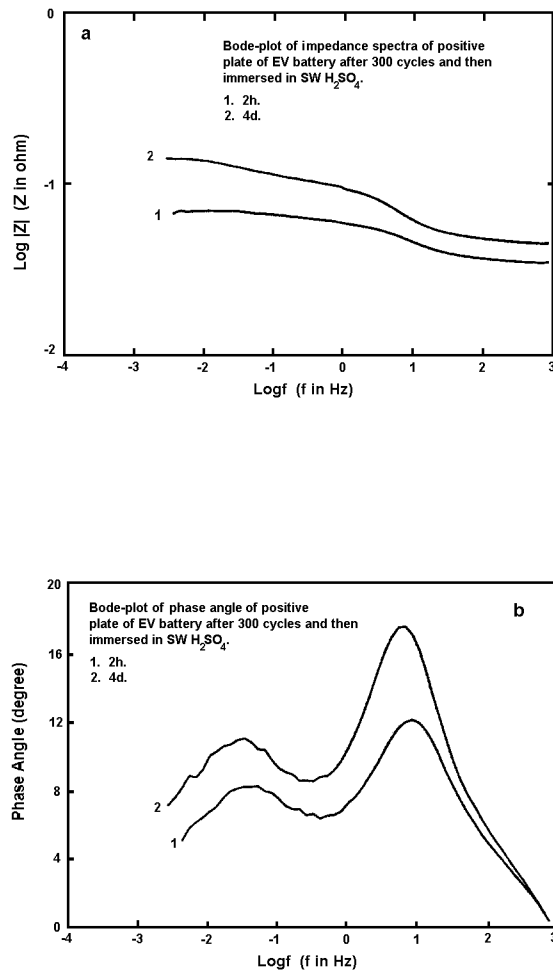 a
Bode-plot of impedance spectra of positive
plate of EV battery after 300 cycles and then
immersed in SW H2SO4.
1. 2h.
2. 4d.
0
-1
-2
Log |Z| (Z in ohm)
2
1
-4 -3 -2 -1 0 1 2 3
Logf (f in Hz)
b
Bode-plot of phase angle of positive
plate of EV battery after 300 cycles and then
immersed in SW H2SO4.
1. 2h.
2. 4d.
20
16
12
8
4
0
Phase Angle (degree)
2
1
-4 -3 -2 -1 0 1 2 3
Logf (f in Hz)